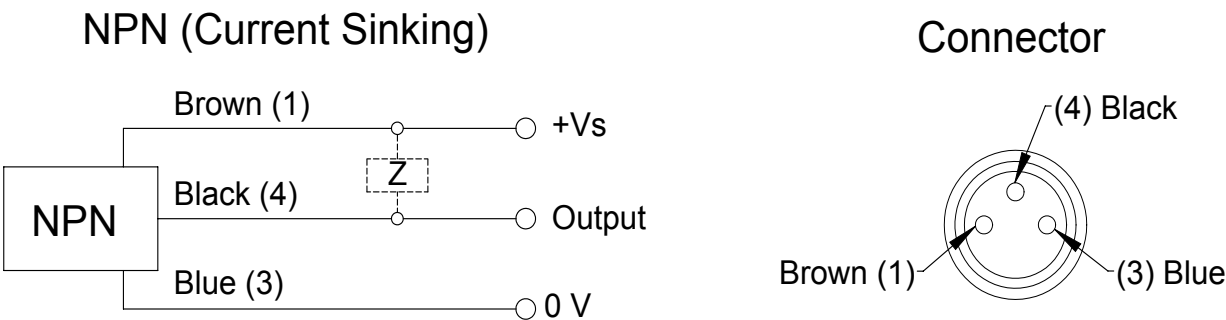 NPN (Current Sinking)
Brown (1)
+Vs
Z
NPN
Black (4)
Output
Blue (3)
0 V
Connector
(4) Black
Brown (1)
(3) Blue